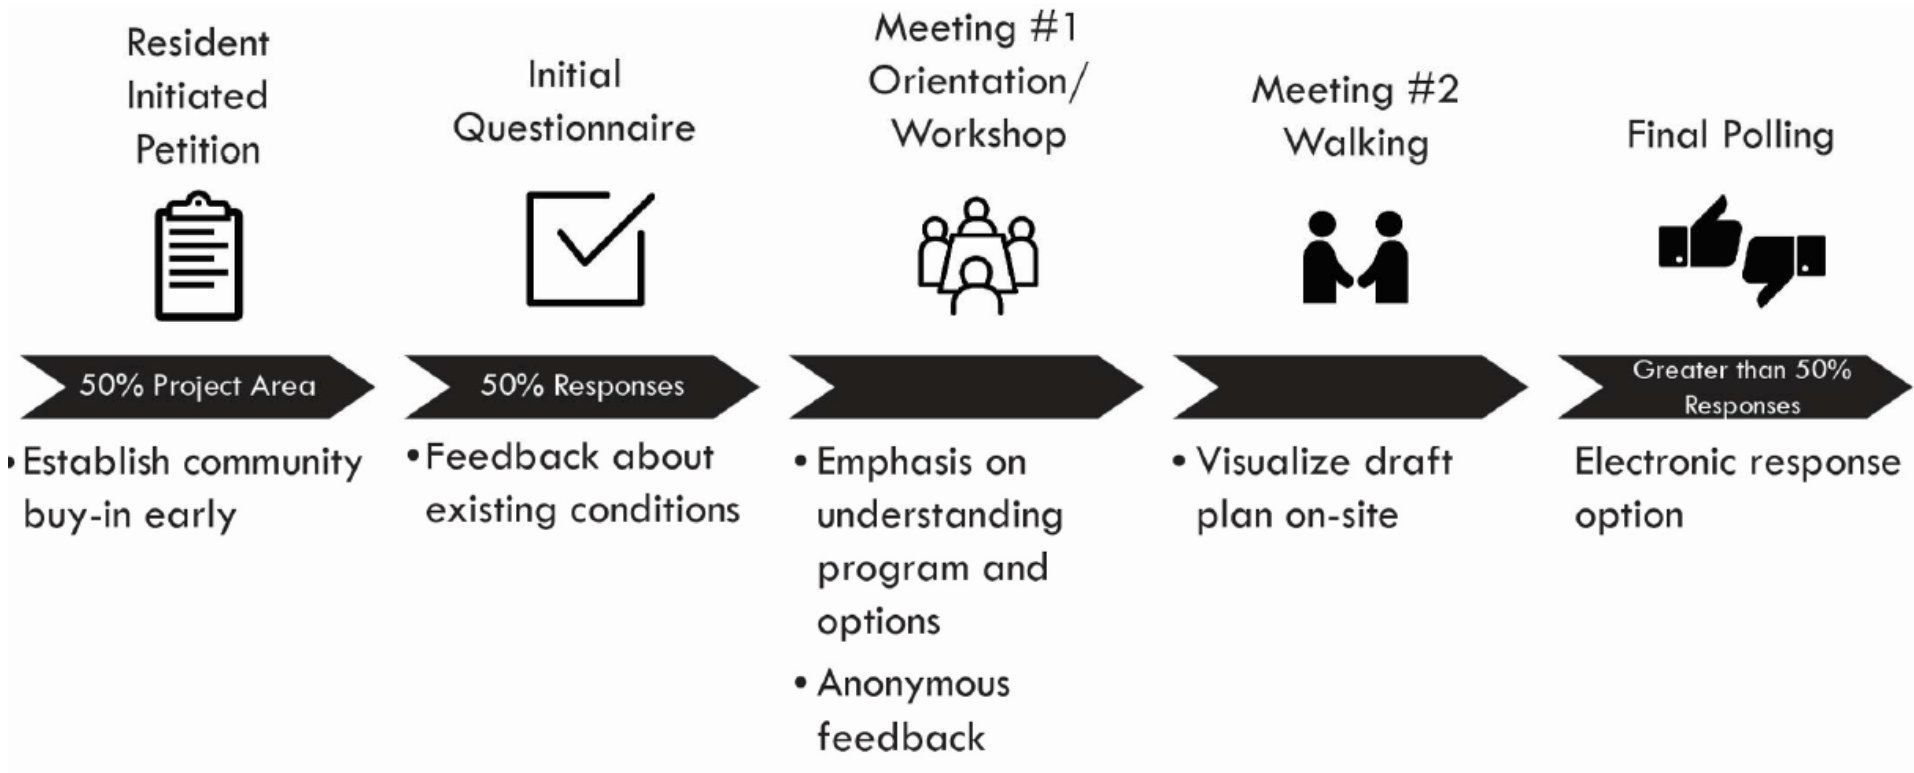 Resident
Initiated
Petition
Initial
Questionnaire
Meeting #1
Orientation/
Workshop
Meeting #2
Walking
Final Polling
50% Project Area
50% Responses
Greater than 50%
Responses
•Establish community
buy-in early
•Feedback about
existing conditions
• Emphasis on
understanding
program and
options
• Anonymous
feedback
• Visualize draft
plan on-site
Electronic response
option